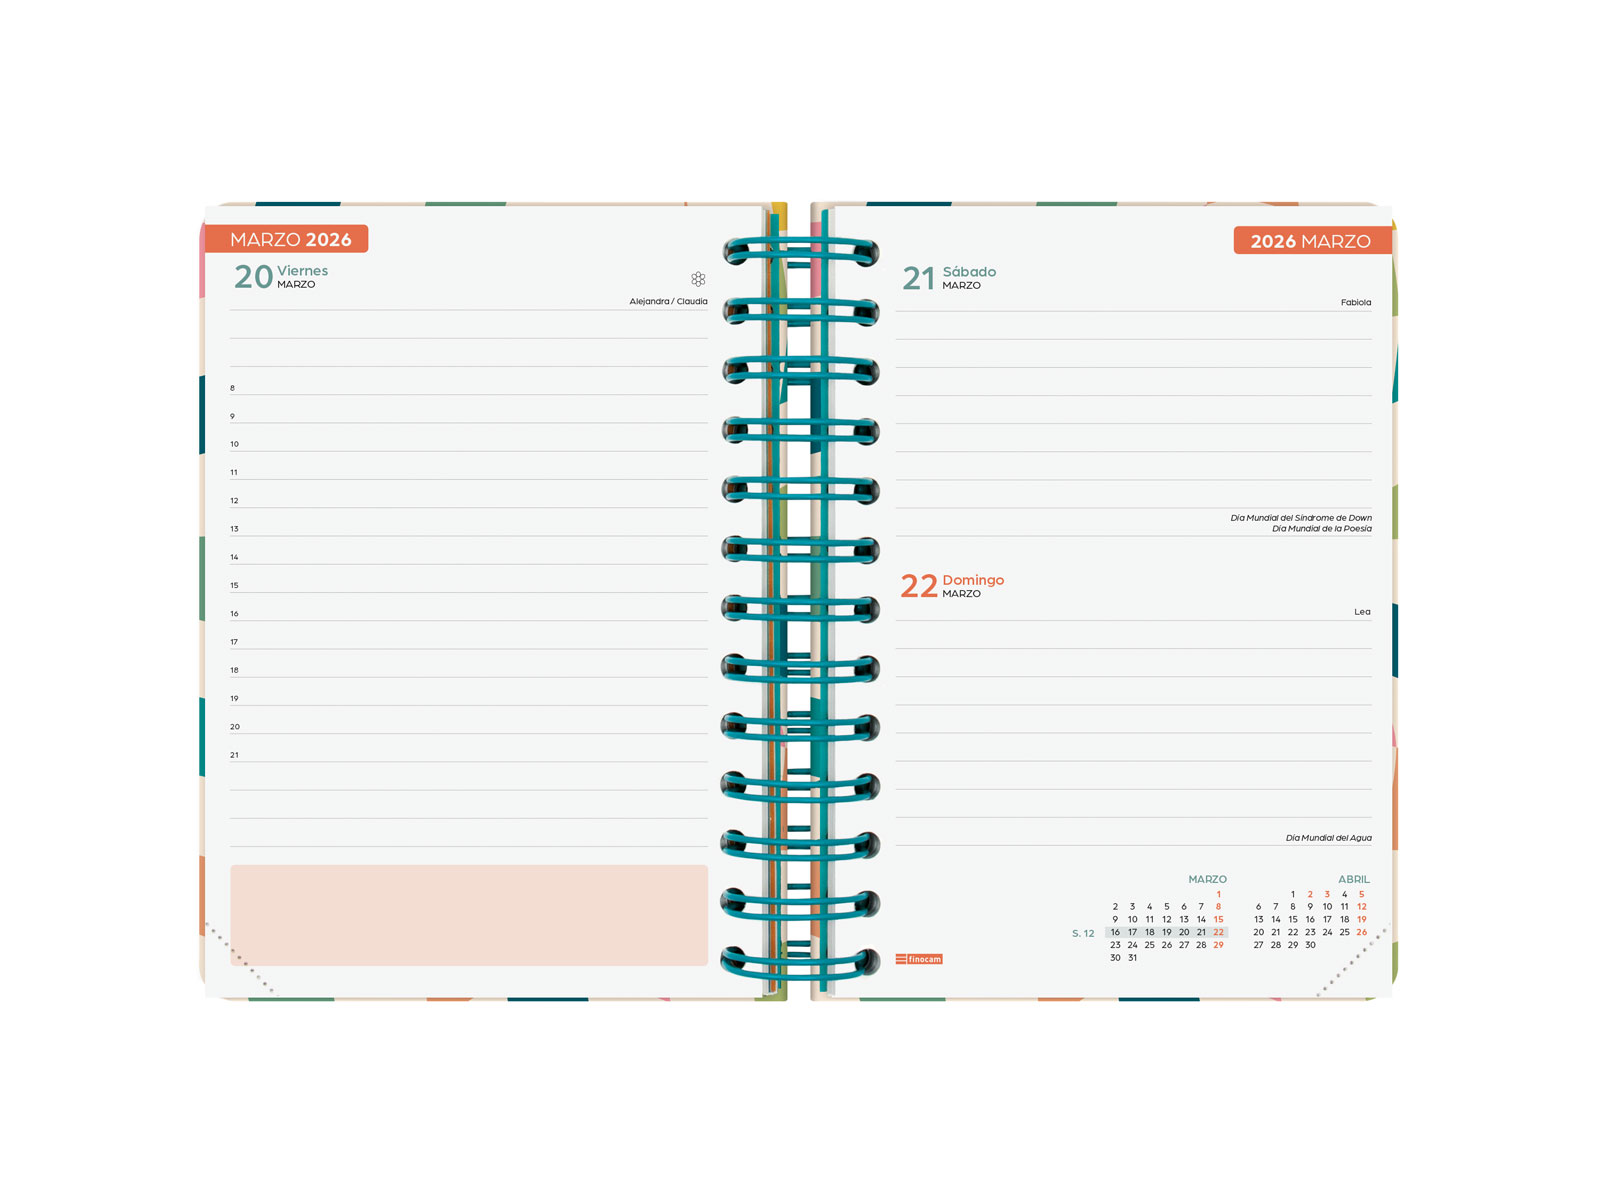 MARZO 2026
20 Viernes
MARZO
Alejandra / Claudia
8
9
10
11
12
13
14
15
16
17
18
19
20
21
2026 MARZO
21 Sábado
MARZO
Fabiola
Día Mundial del Síndrome de Down
Día Mundial de la Poesía
22 Domingo
MARZO
Lea
Día Mundial del Agua
MARZO
1
2 3 4 5 6 7 8
9 10 11 12 13 14 15
S. 12 16 17 18 19 20 21 22
23 24 25 26 27 28 29
30 31
ABRIL
1 2 3 4 5
6 7 8 9 10 11 12
13 14 15 16 17 18 19
20 21 22 23 24 25 26
27 28 29 30
finocam